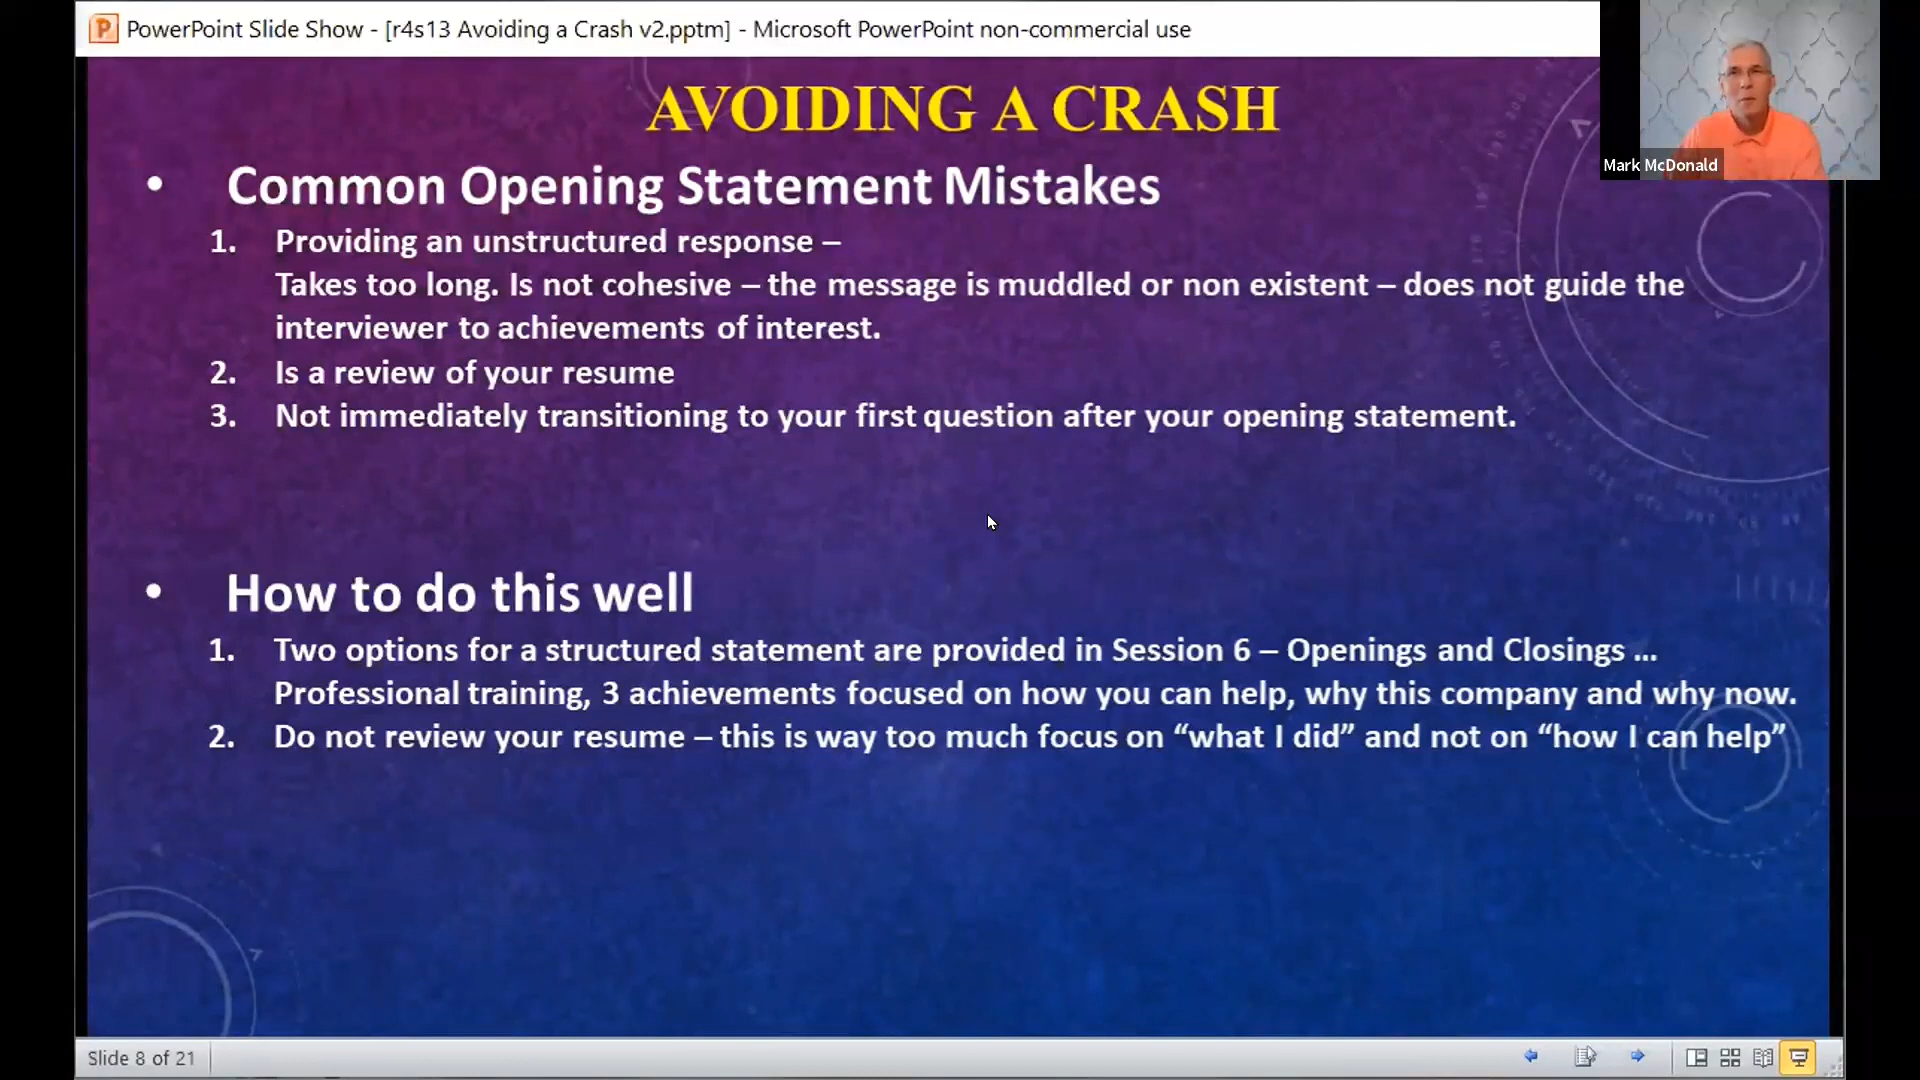 PowerPoint Slide Show - [r4s13 Avoiding a Crash v2.pptm] - Microsoft PowerPoint non-commercial use
Mark McDonald
AVOIDING A CRASH
• Common Opening Statement Mistakes
1. Providing an unstructured response –
Takes too long. Is not cohesive – the message is muddled or non existent – does not guide the
interviewer to achievements of interest.
2. Is a review of your resume
3. Not immediately transitioning to your first question after your opening statement.
• How to do this well
1. Two options for a structured statement are provided in Session 6 – Openings and Closings ...
Professional training, 3 achievements focused on how you can help, why this company and why now.
2. Do not review your resume – this is way too much focus on “what I did” and not on “how I can help”
Slide 8 of 21